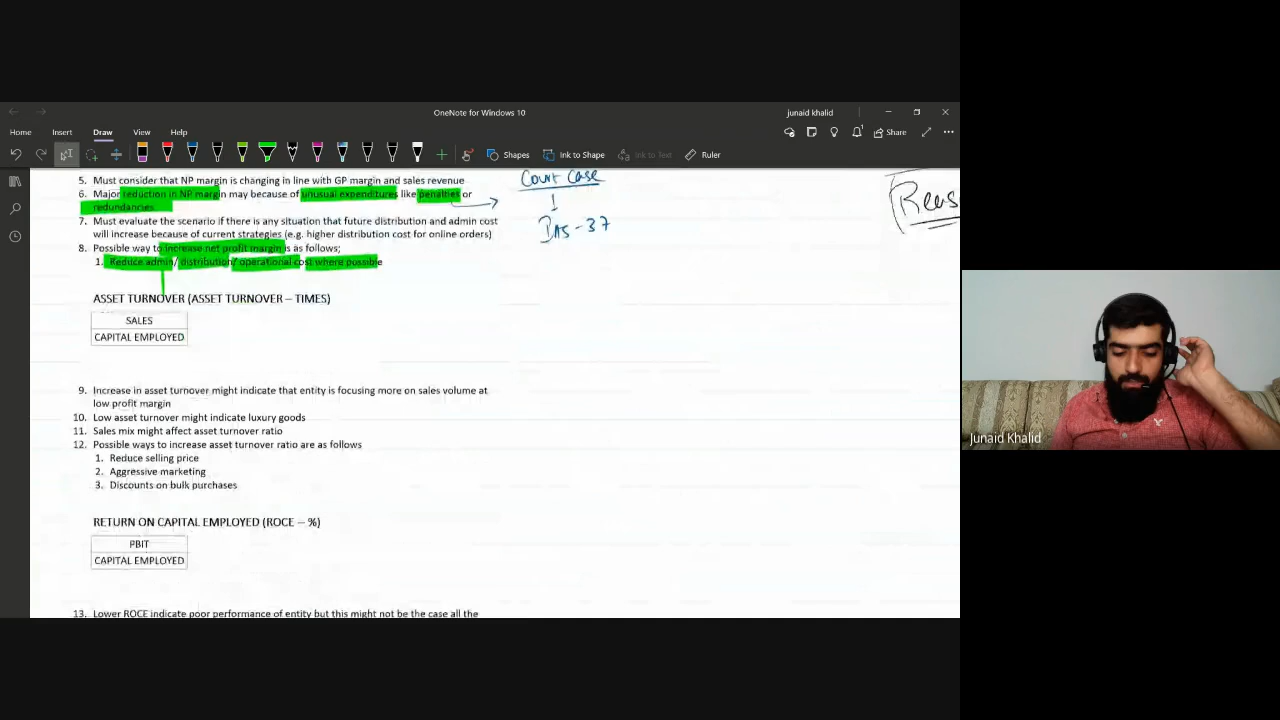 OneNote for Windows 10
junaid khalid
Home Insert Draw View Help
Share
Shapes Ink to Shape Ink to Text Ruler
5. Must consider that NP margin is changing in line with GP margin and sales revenue
6. Major reduction in NP margin may because of unusual expenditures like penalties or
redundancies.
7. Must evaluate the scenario if there is any situation that future distribution and admin cost
will increase because of current strategies (e.g. higher distribution cost for online orders)
8. Possible way to increase net profit margin is as follows;
1. Reduce admin/ distribution/ operational cost where possible
Court Case
IAS-37
ASSET TURNOVER (ASSET TURNOVER – TIMES)
SALES
CAPITAL EMPLOYED
9. Increase in asset turnover might indicate that entity is focusing more on sales volume at
low profit margin
10. Low asset turnover might indicate luxury goods
11. Sales mix might affect asset turnover ratio
12. Possible ways to increase asset turnover ratio are as follows
1. Reduce selling price
2. Aggressive marketing
3. Discounts on bulk purchases
RETURN ON CAPITAL EMPLOYED (ROCE – %)
PBIT
CAPITAL EMPLOYED
13. Lower ROCE indicate poor performance of entity but this might not be the case all the
Junaid Khalid